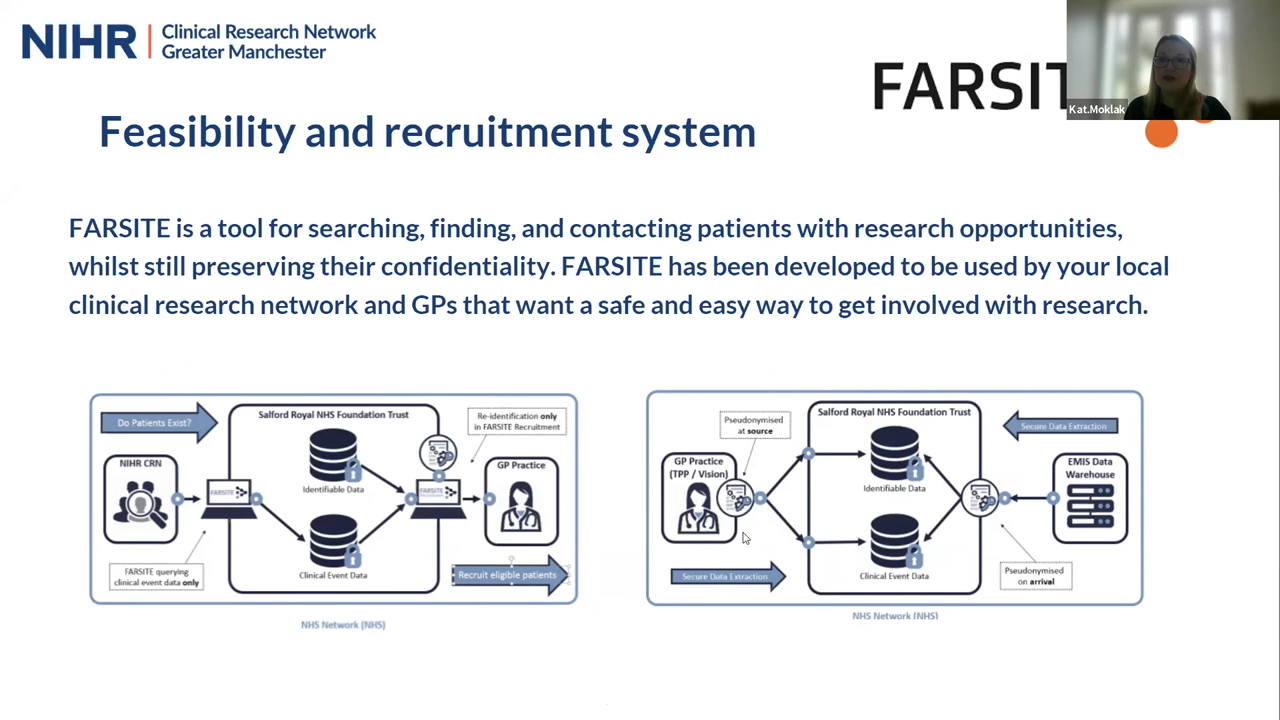 NIHR | Clinical Research Network
Greater Manchester
FARSIT
Kat.Moklak
Feasibility and recruitment system
FARSITE is a tool for searching, finding, and contacting patients with research opportunities,
whilst still preserving their confidentiality. FARSITE has been developed to be used by your local
clinical research network and GPs that want a safe and easy way to get involved with research.
Do Patients Exist?
Salford Royal NHS Foundation Trust
Re-identification only
in FARSITE Recruitment
NIHR CRN
GP Practice
Identifiable Data
FARSITE
FARSITE
FARSITE querying
clinical event data only
Clinical Event Data
Recruit eligible patients
NHS Network (NHS)
Pseudonymised
at source
Salford Royal NHS Foundation Trust
Secure Data Extraction
GP Practice
(TPP / Vision)
EMIS Data
Warehouse
Identifiable Data
Secure Data Extraction
Clinical Event Data
Pseudonymised
on arrival
NHS Network (NHS)